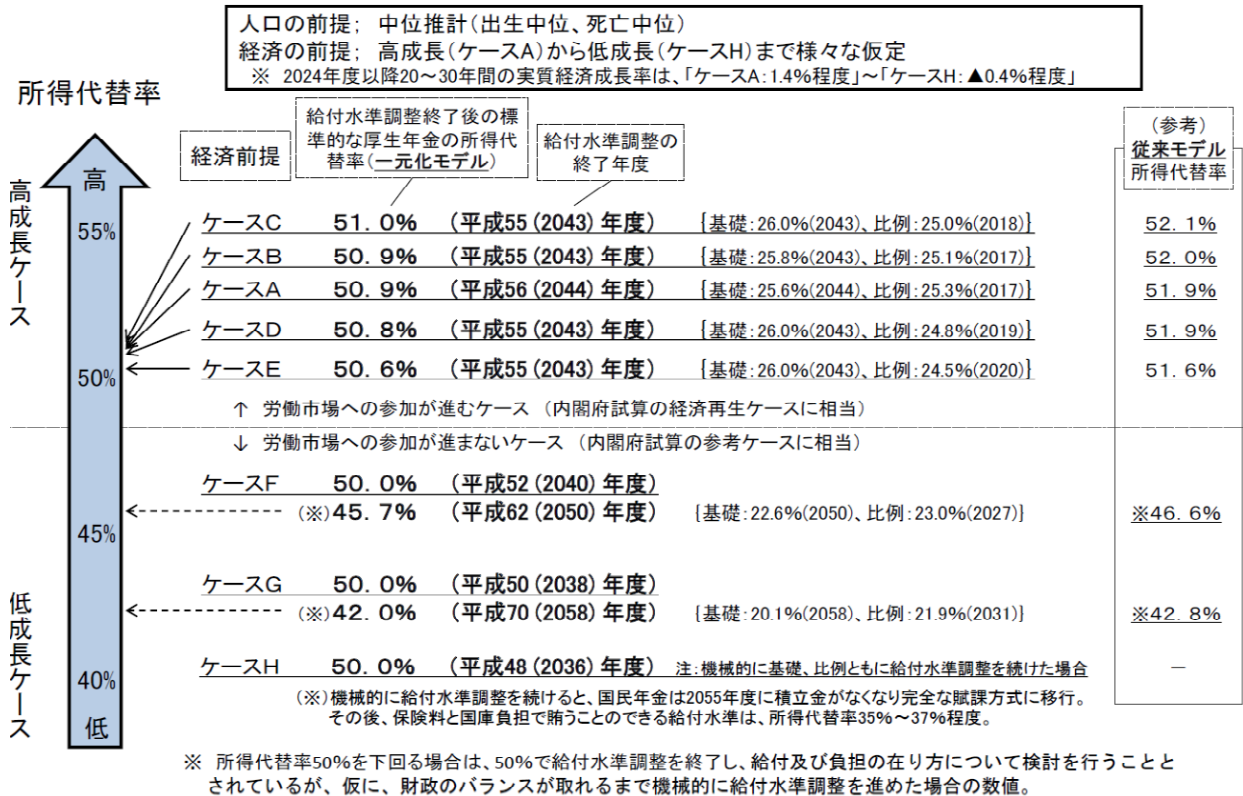 人口の前提； 中位推計（出生中位、死亡中位）
経済の前提； 高成長（ケースA）から低成長（ケースH）まで様々な仮定
※ 2024年度以降20～30年間の実質経済成長率は、「ケースA：1.4%程度」～「ケースH：▲0.4%程度」
所得代替率
経済前提
給付水準調整終了後の標
準的な厚生年金の所得代
替率（一元化モデル）
給付水準調整の
終了年度
（参考）
従来モデル
所得代替率
高
55%
50%
45%
40%
低
高成長ケース
低成長ケース
ケースC 51．0% （平成55（2043）年度） ｛基礎：26.0%(2043)、比例：25.0%(2018)｝ 52．1%
ケースB 50．9% （平成55（2043）年度） ｛基礎：25.8%(2043)、比例：25.1%(2017)｝ 52．0%
ケースA 50．9% （平成56（2044）年度） ｛基礎：25.6%(2044)、比例：25.3%(2017)｝ 51．9%
ケースD 50．8% （平成55（2043）年度） ｛基礎：26.0%(2043)、比例：24.8%(2019)｝ 51．9%
ケースE 50．6% （平成55（2043）年度） ｛基礎：26.0%(2043)、比例：24.5%(2020)｝ 51．6%
↑ 労働市場への参加が進むケース （内閣府試算の経済再生ケースに相当）
↓ 労働市場への参加が進まないケース （内閣府試算の参考ケースに相当）
ケースF 50．0% （平成52（2040）年度）
（※）45．7% （平成62（2050）年度） ｛基礎：22.6%(2050)、比例：23.0%(2027)｝ ※46．6%
ケースG 50．0% （平成50（2038）年度）
（※）42．0% （平成70（2058）年度） ｛基礎：20.1%(2058)、比例：21.9%(2031)｝ ※42．8%
ケースH 50．0% （平成48（2036）年度） 注：機械的に基礎、比例ともに給付水準調整を続けた場合 －
（※）機械的に給付水準調整を続けると、国民年金は2055年度に積立金がなくなり完全な賦課方式に移行。
その後、保険料と国庫負担で賄うことのできる給付水準は、所得代替率35%～37%程度。
※ 所得代替率50%を下回る場合は、50%で給付水準調整を終了し、給付及び負担の在り方について検討を行うことと
されているが、仮に、財政のバランスが取れるまで機械的に給付水準調整を進めた場合の数値。